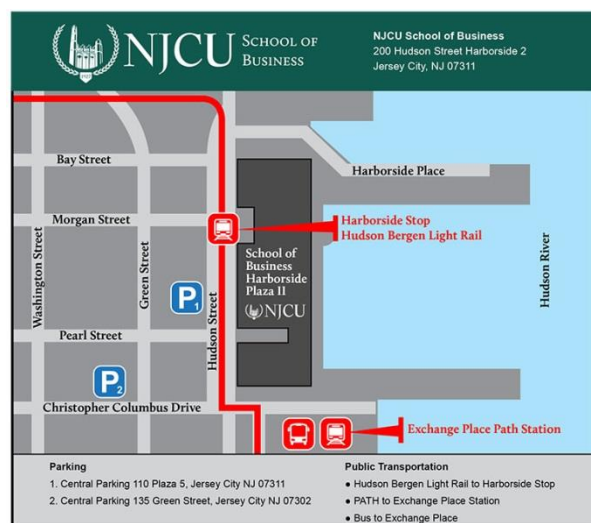 NJCU
SCHOOL OF
BUSINESS
NJCU School of Business
200 Hudson Street Harborside 2
Jersey City, NJ 07311
Bay Street
Harborside Place
Morgan Street
Harborside Stop
Hudson Bergen Light Rail
Washington Street
Green Street
Hudson Street
School of
Business
Harborside
Plaza II
NJCU
Hudson River
P1
Pearl Street
P2
Christopher Columbus Drive
Exchange Place Path Station
Parking
1. Central Parking 110 Plaza 5, Jersey City NJ 07311
2. Central Parking 135 Green Street, Jersey City NJ 07302
Public Transportation
● Hudson Bergen Light Rail to Harborside Stop
● PATH to Exchange Place Station
● Bus to Exchange Place